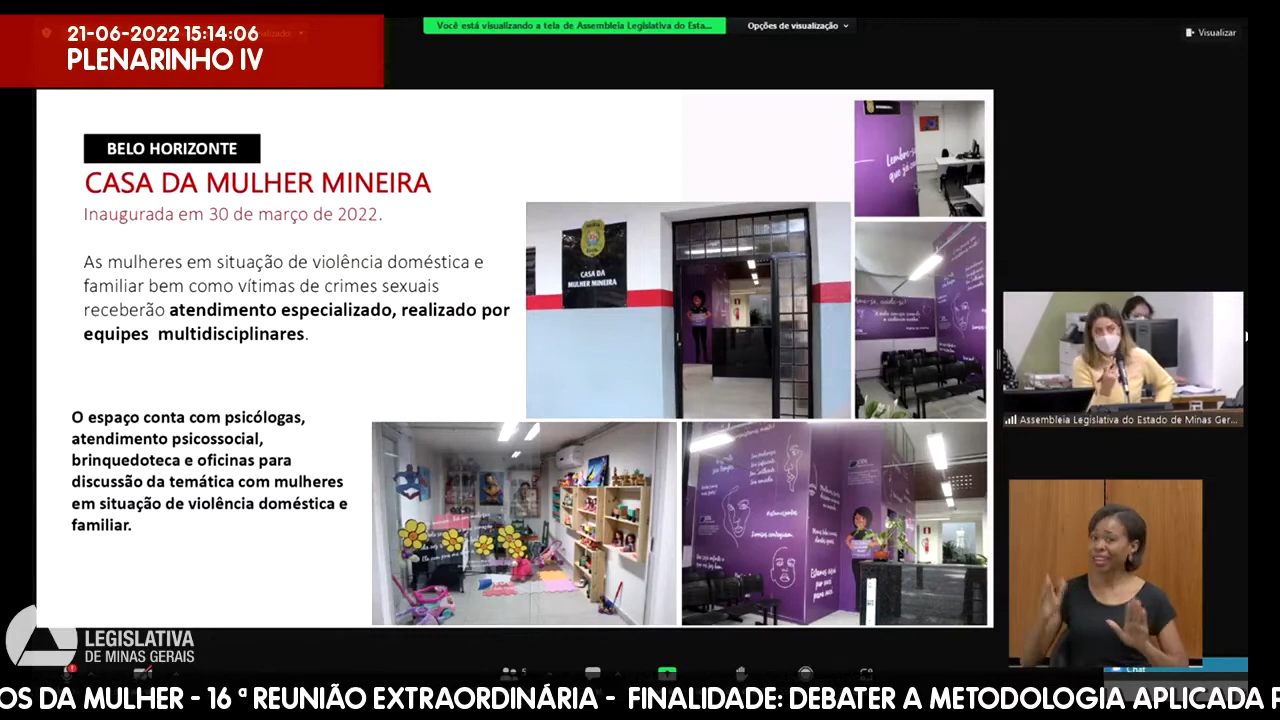 21-06-2022 15:14:06
PLENARINHO IV
Você está visualizando a tela de Assembleia Legislativa do Esta...
Opções de visualização
Visualizar
BELO HORIZONTE
CASA DA MULHER MINEIRA
Inaugurada em 30 de março de 2022.
As mulheres em situação de violência doméstica e
familiar bem como vítimas de crimes sexuais
receberão atendimento especializado, realizado por
equipes multidisciplinares.
O espaço conta com psicólogas,
atendimento psicossocial,
brinquedoteca e oficinas para
discussão da temática com mulheres
em situação de violência doméstica e
familiar.
CASA DA
MULHER MINEIRA
Assembleia Legislativa do Estado de Minas Ger...
LEGISLATIVA
DE MINAS GERAIS
Chat
OS DA MULHER - 16 ª REUNIÃO EXTRAORDINÁRIA - FINALIDADE: DEBATER A METODOLOGIA APLICADA P